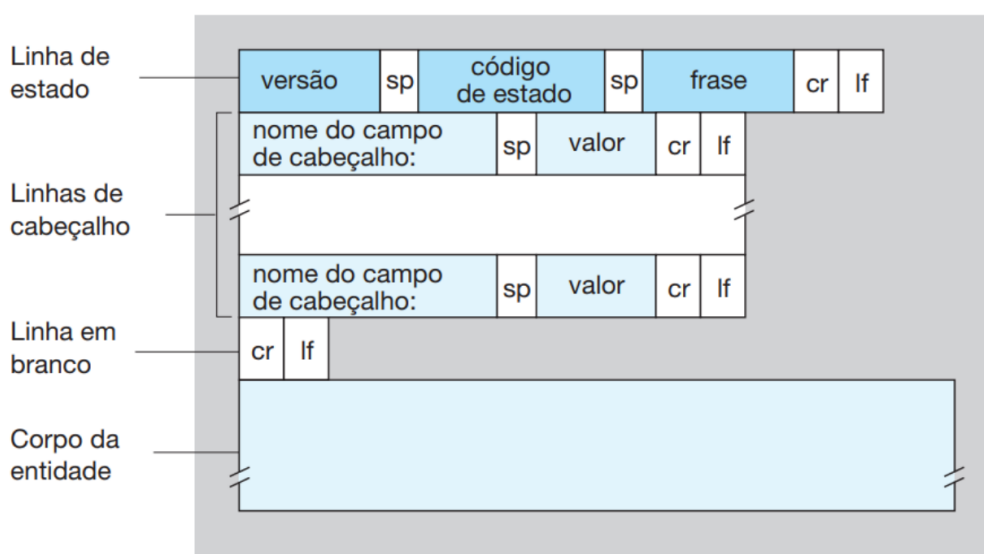 Linha de
estado
versão sp código
de estado sp frase cr lf
Linhas de
cabeçalho
nome do campo
de cabeçalho: sp valor cr lf
nome do campo
de cabeçalho: sp valor cr lf
Linha em
branco
cr lf
Corpo da
entidade